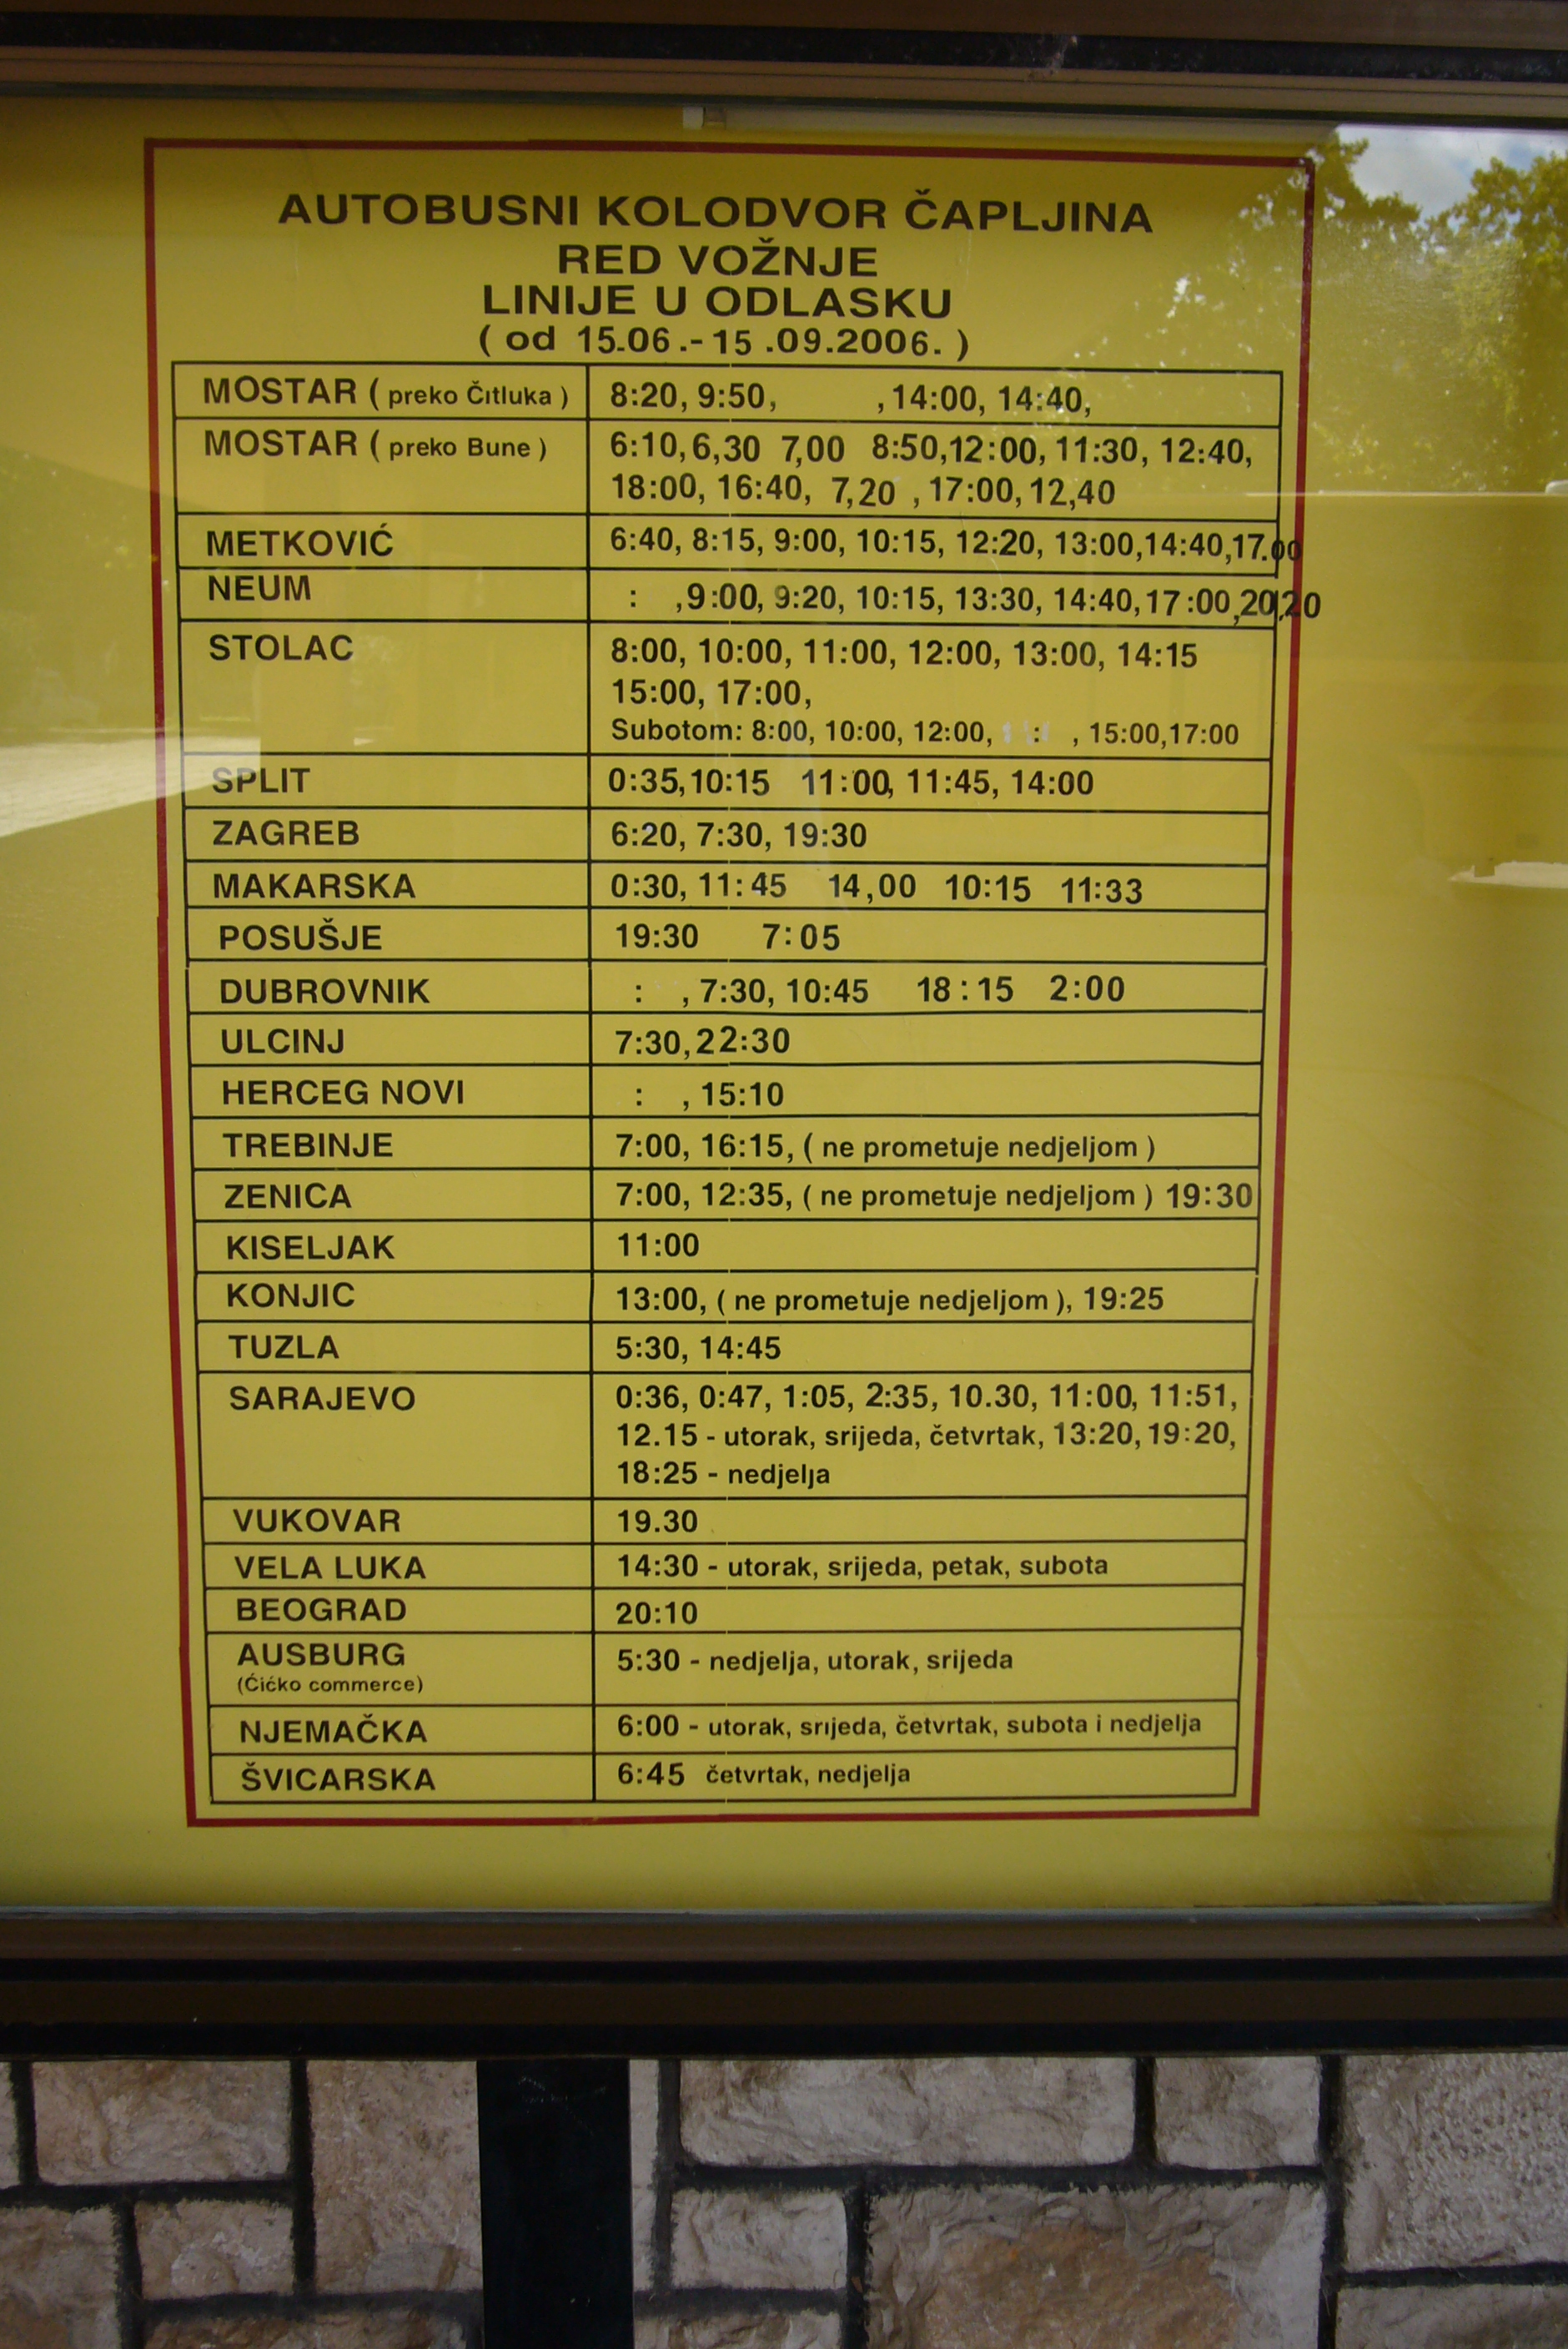 AUTOBUSNI KOLODVOR ČAPLJINA
RED VOŽNJE
LINIJE U ODLASKU
( od 15.06.-15.09.2006. )
MOSTAR ( preko Čitluka ) 8:20, 9:50, , 14:00, 14:40,
MOSTAR ( preko Bune ) 6:10, 6,30 7,00 8:50, 12:00, 11:30, 12:40,
18:00, 16:40, 7,20 , 17:00, 12,40
METKOVIĆ 6:40, 8:15, 9:00, 10:15, 12:20, 13:00, 14:40, 17.00
NEUM : , 9:00, 9:20, 10:15, 13:30, 14:40, 17:00, 20,20
STOLAC 8:00, 10:00, 11:00, 12:00, 13:00, 14:15
15:00, 17:00,
Subotom: 8:00, 10:00, 12:00, : , 15:00, 17:00
SPLIT 0:35, 10:15 11:00, 11:45, 14:00
ZAGREB 6:20, 7:30, 19:30
MAKARSKA 0:30, 11:45 14,00 10:15 11:33
POSUŠJE 19:30 7:05
DUBROVNIK : , 7:30, 10:45 18:15 2:00
ULCINJ 7:30, 22:30
HERCEG NOVI : , 15:10
TREBINJE 7:00, 16:15, ( ne prometuje nedjeljom )
ZENICA 7:00, 12:35, ( ne prometuje nedjeljom ) 19:30
KISELJAK 11:00
KONJIC 13:00, ( ne prometuje nedjeljom ), 19:25
TUZLA 5:30, 14:45
SARAJEVO 0:36, 0:47, 1:05, 2:35, 10.30, 11:00, 11:51,
12.15 - utorak, srijeda, četvrtak, 13:20, 19:20,
18:25 - nedjelja
VUKOVAR 19.30
VELA LUKA 14:30 - utorak, srijeda, petak, subota
BEOGRAD 20:10
AUSBURG 5:30 - nedjelja, utorak, srijeda
(Ćićko commerce)
NJEMAČKA 6:00 - utorak, srijeda, četvrtak, subota i nedjelja
ŠVICARSKA 6:45 četvrtak, nedjelja